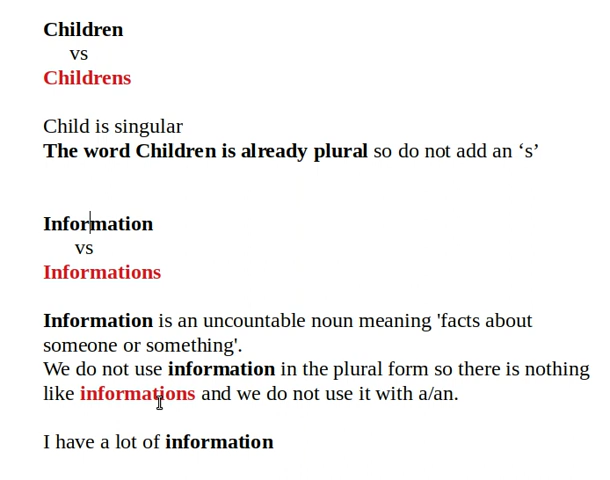 Children
vs
Childrens
Child is singular
The word Children is already plural so do not add an ‘s’
Information
vs
Informations
Information is an uncountable noun meaning 'facts about
someone or something'.
We do not use information in the plural form so there is nothing
like informations and we do not use it with a/an.
I have a lot of information